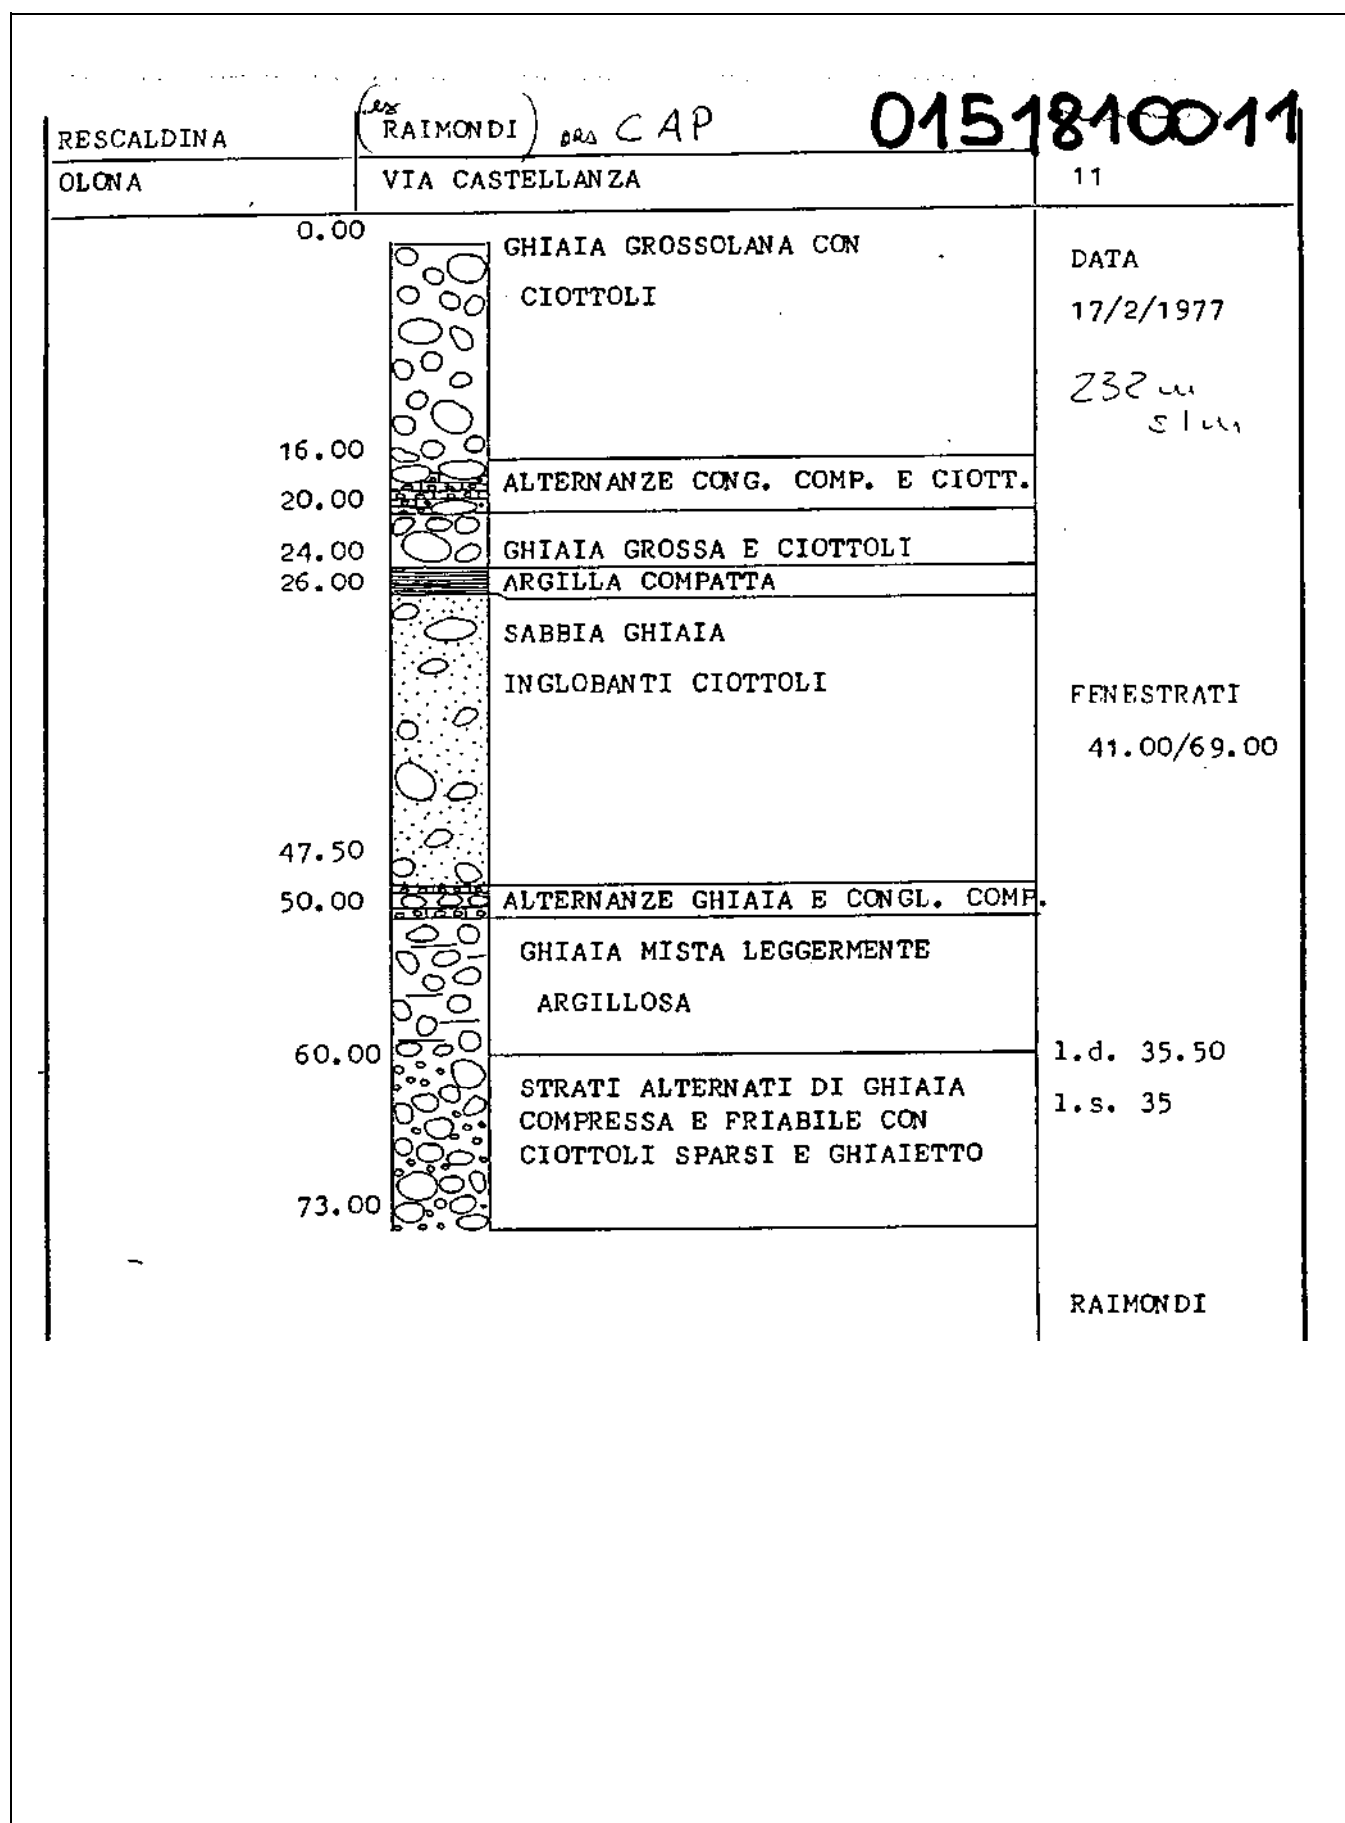 (ex RAIMONDI) ora CAP
0151810011
RESCALDINA
OLONA
VIA CASTELLANZA
11
0.00
GHIAIA GROSSOLANA CON
CIOTTOLI
DATA
17/2/1977
232 m
slm
16.00
ALTERNANZE CONG. COMP. E CIOTT.
20.00
24.00
GHIAIA GROSSA E CIOTTOLI
26.00
ARGILLA COMPATTA
SABBIA GHIAIA
INGLOBANTI CIOTTOLI
FENESTRATI
41.00/69.00
47.50
50.00
ALTERNANZE GHIAIA E CONGL. COMP.
GHIAIA MISTA LEGGERMENTE
ARGILLOSA
60.00
l.d. 35.50
STRATI ALTERNATI DI GHIAIA
l.s. 35
COMPRESSA E FRIABILE CON
CIOTTOLI SPARSI E GHIAIETTO
73.00
RAIMONDI